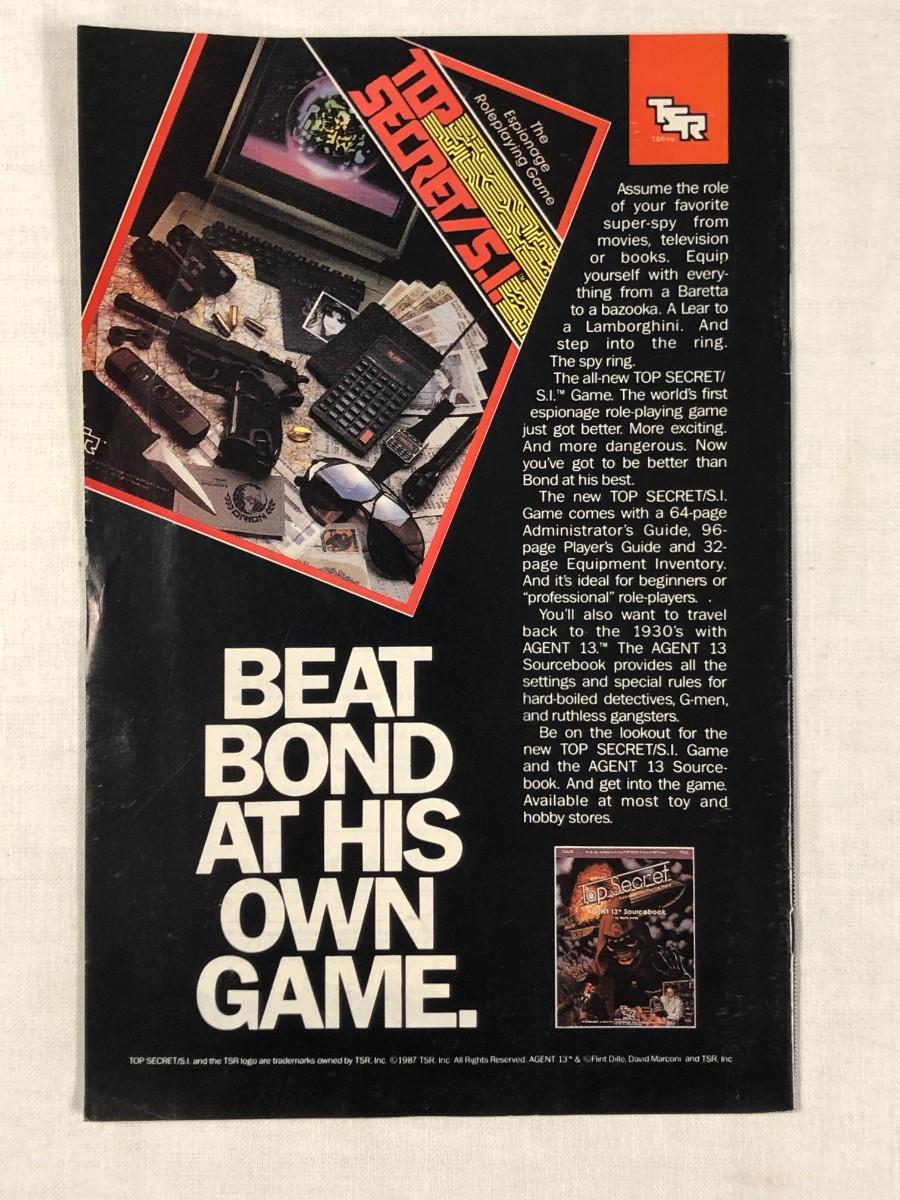 TOP
SECRET/S.I.™
The
Espionage
Roleplaying Game
TSR
TSR, Inc.
ORION
Assume the role
of your favorite
super-spy from
movies, television
or books. Equip
yourself with every-
thing from a Baretta
to a bazooka. A Lear to
a Lamborghini. And
step into the ring.
The spy ring.
The all-new TOP SECRET/
S.I.™ Game. The world's first
espionage role-playing game
just got better. More exciting.
And more dangerous. Now
you've got to be better than
Bond at his best.
The new TOP SECRET/S.I.
Game comes with a 64-page
Administrator's Guide, 96-
page Player's Guide and 32-
page Equipment Inventory.
And it's ideal for beginners or
“professional” role-players.
You'll also want to travel
back to the 1930's with
AGENT 13.™ The AGENT 13
Sourcebook provides all the
settings and special rules for
hard-boiled detectives, G-men,
and ruthless gangsters.
Be on the lookout for the
new TOP SECRET/S.I. Game
and the AGENT 13 Source-
book. And get into the game.
Available at most toy and
hobby stores.
BEAT
BOND
AT HIS
OWN
GAME.
Top Secret
AGENT 13™ Sourcebook
TOP SECRET/S.I. and the TSR logo are trademarks owned by TSR, Inc. ©1987 TSR, Inc. All Rights Reserved. AGENT 13™ & ©Flint Dille, David Marconi and TSR, Inc.